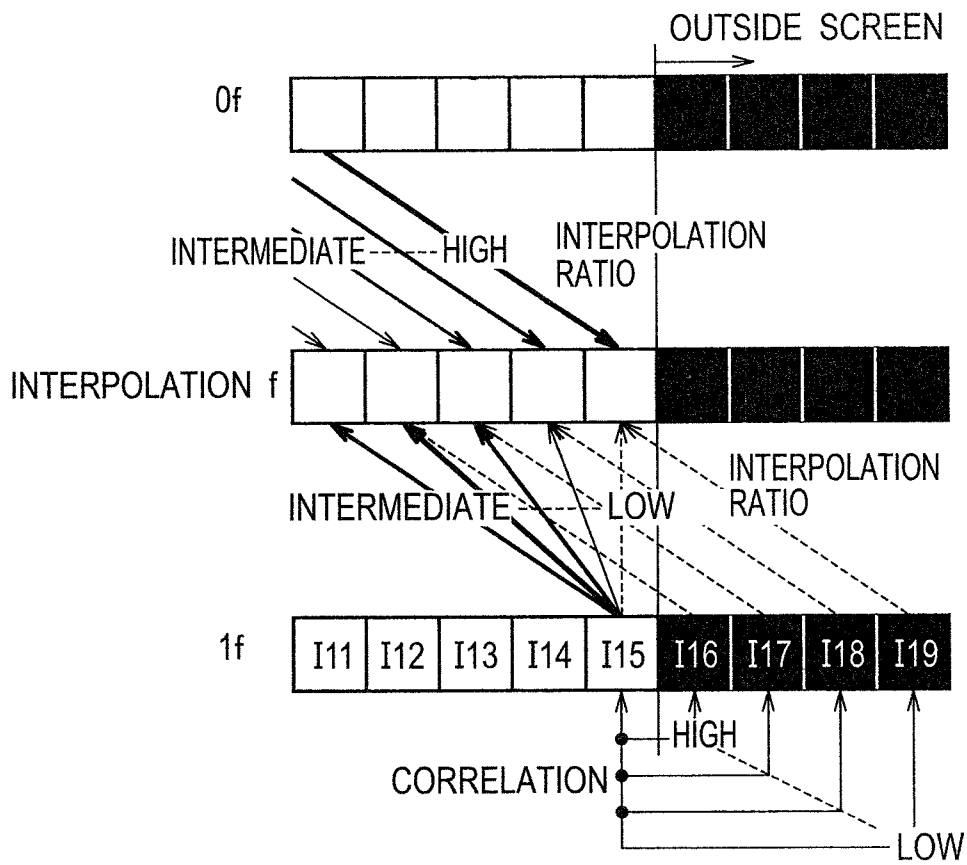 OUTSIDE SCREEN
0f
INTERMEDIATE HIGH
INTERPOLATION
RATIO
INTERPOLATION f
INTERPOLATION
RATIO
INTERMEDIATE LOW
1f I11 I12 I13 I14 I15 I16 I17 I18 I19
HIGH
CORRELATION
LOW